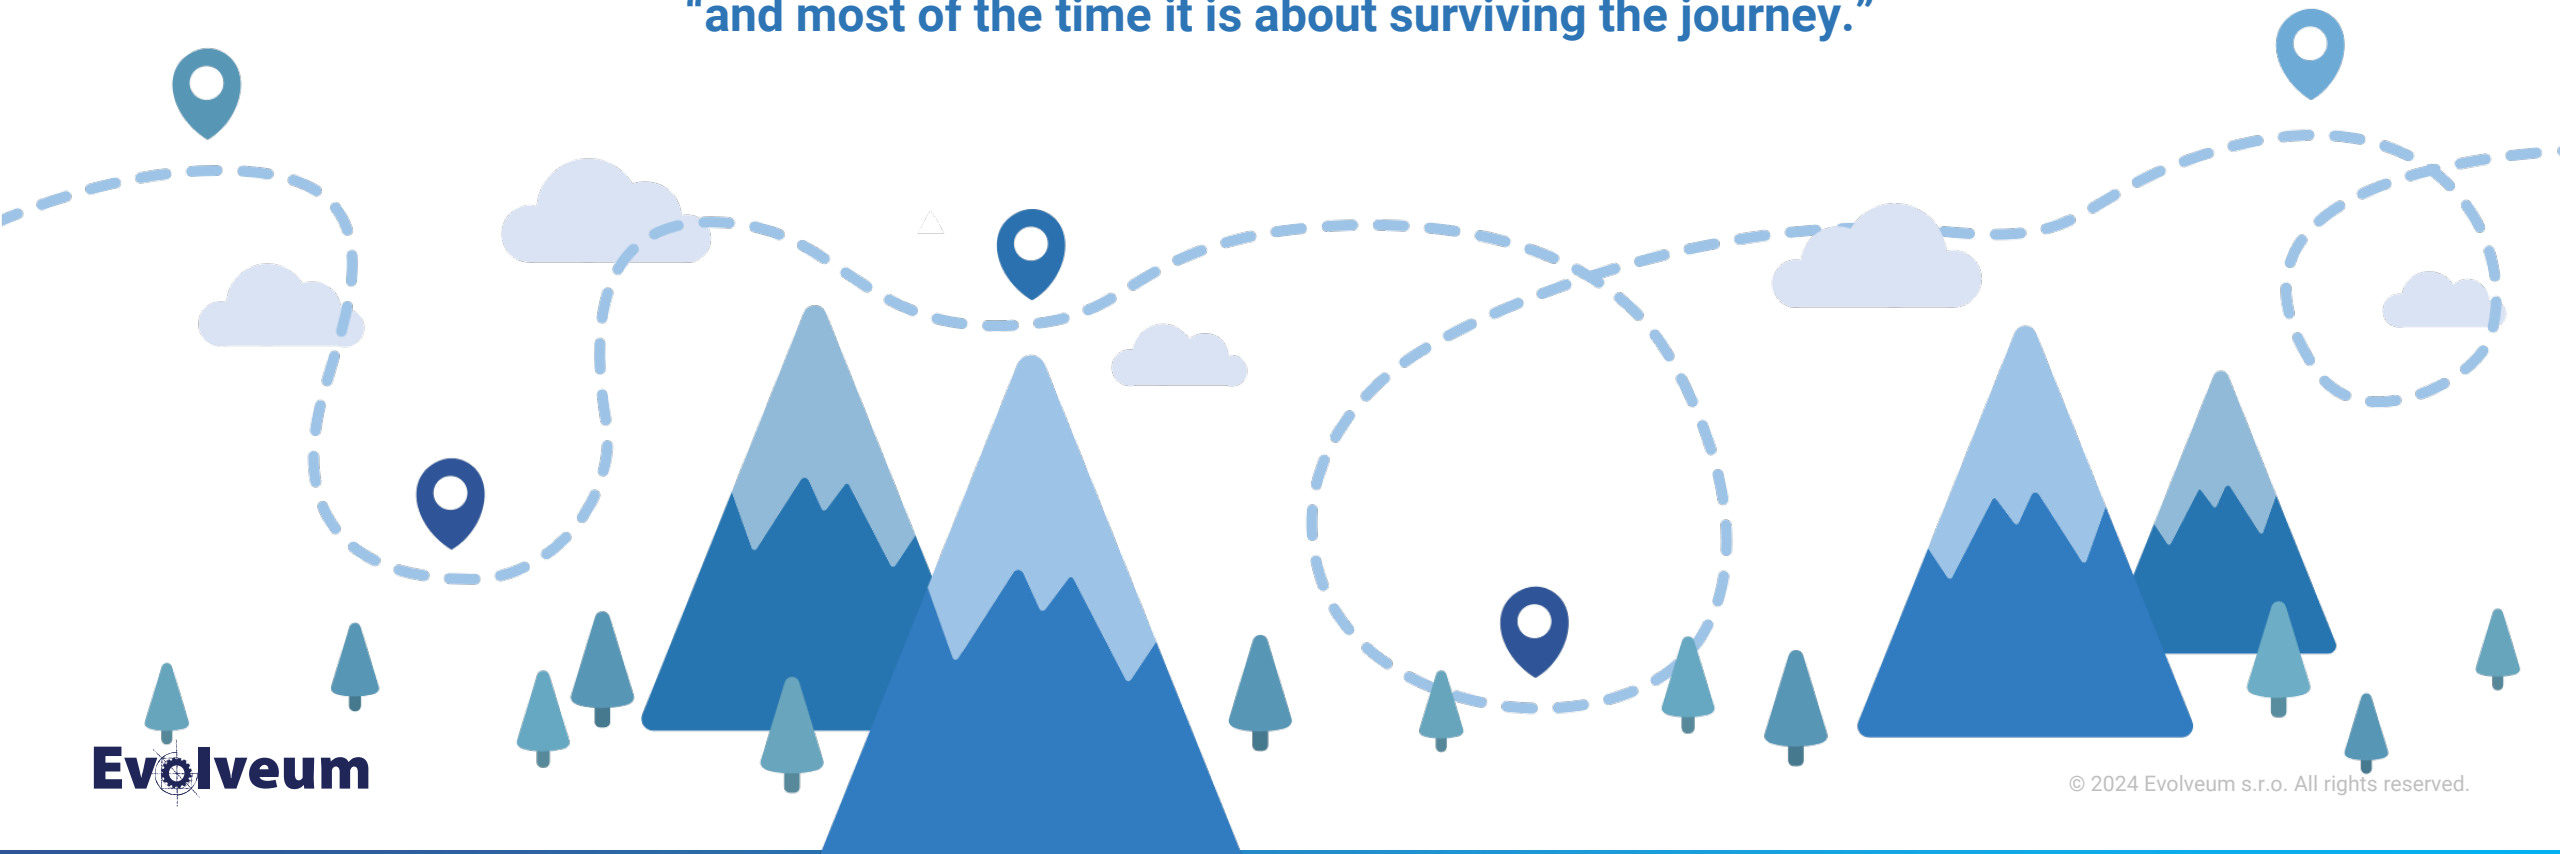 “and most of the time it is about surviving the journey.”
Evolveum
© 2024 Evolveum s.r.o. All rights reserved.